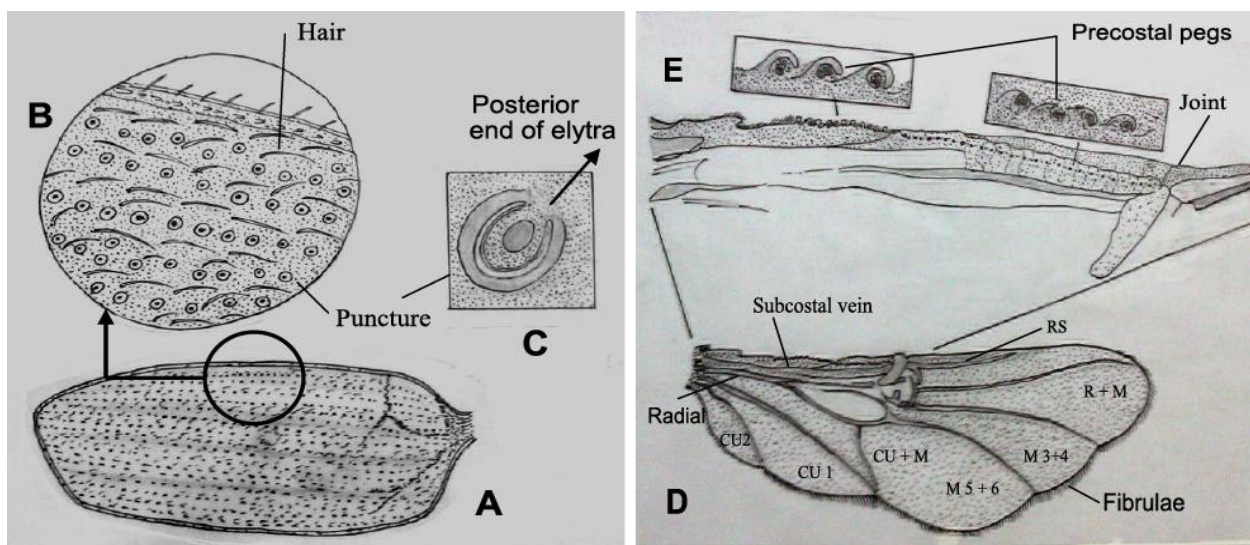 Hair
B
Posterior
end of elytra
Puncture
C
A
E
Precostal pegs
Joint
Subcostal vein
RS
Radial
R + M
CU2
CU 1
CU + M
M 3+4
M 5 + 6
D
Fibrulae